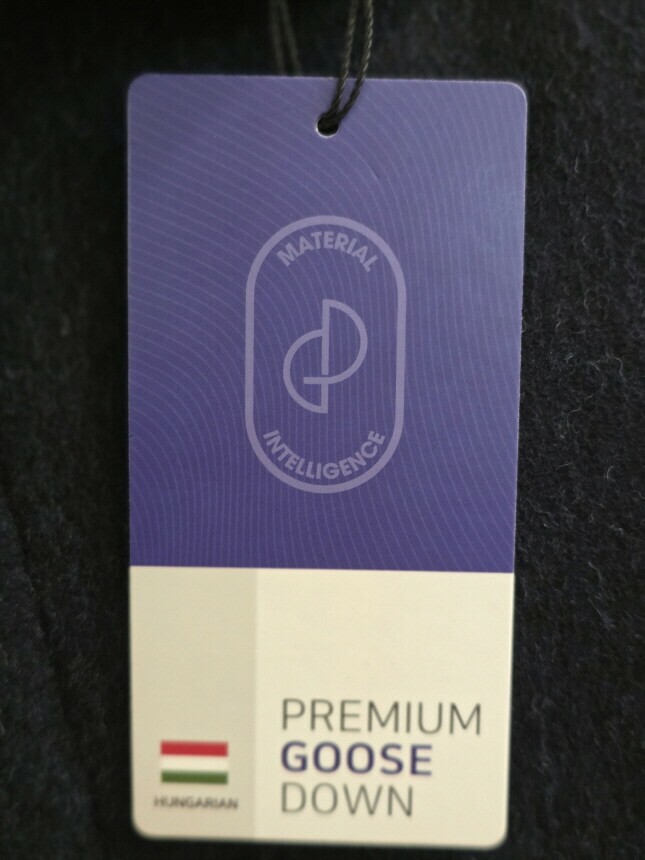 MATERIAL
INTELLIGENCE
PREMIUM
GOOSE
DOWN
HUNGARIAN